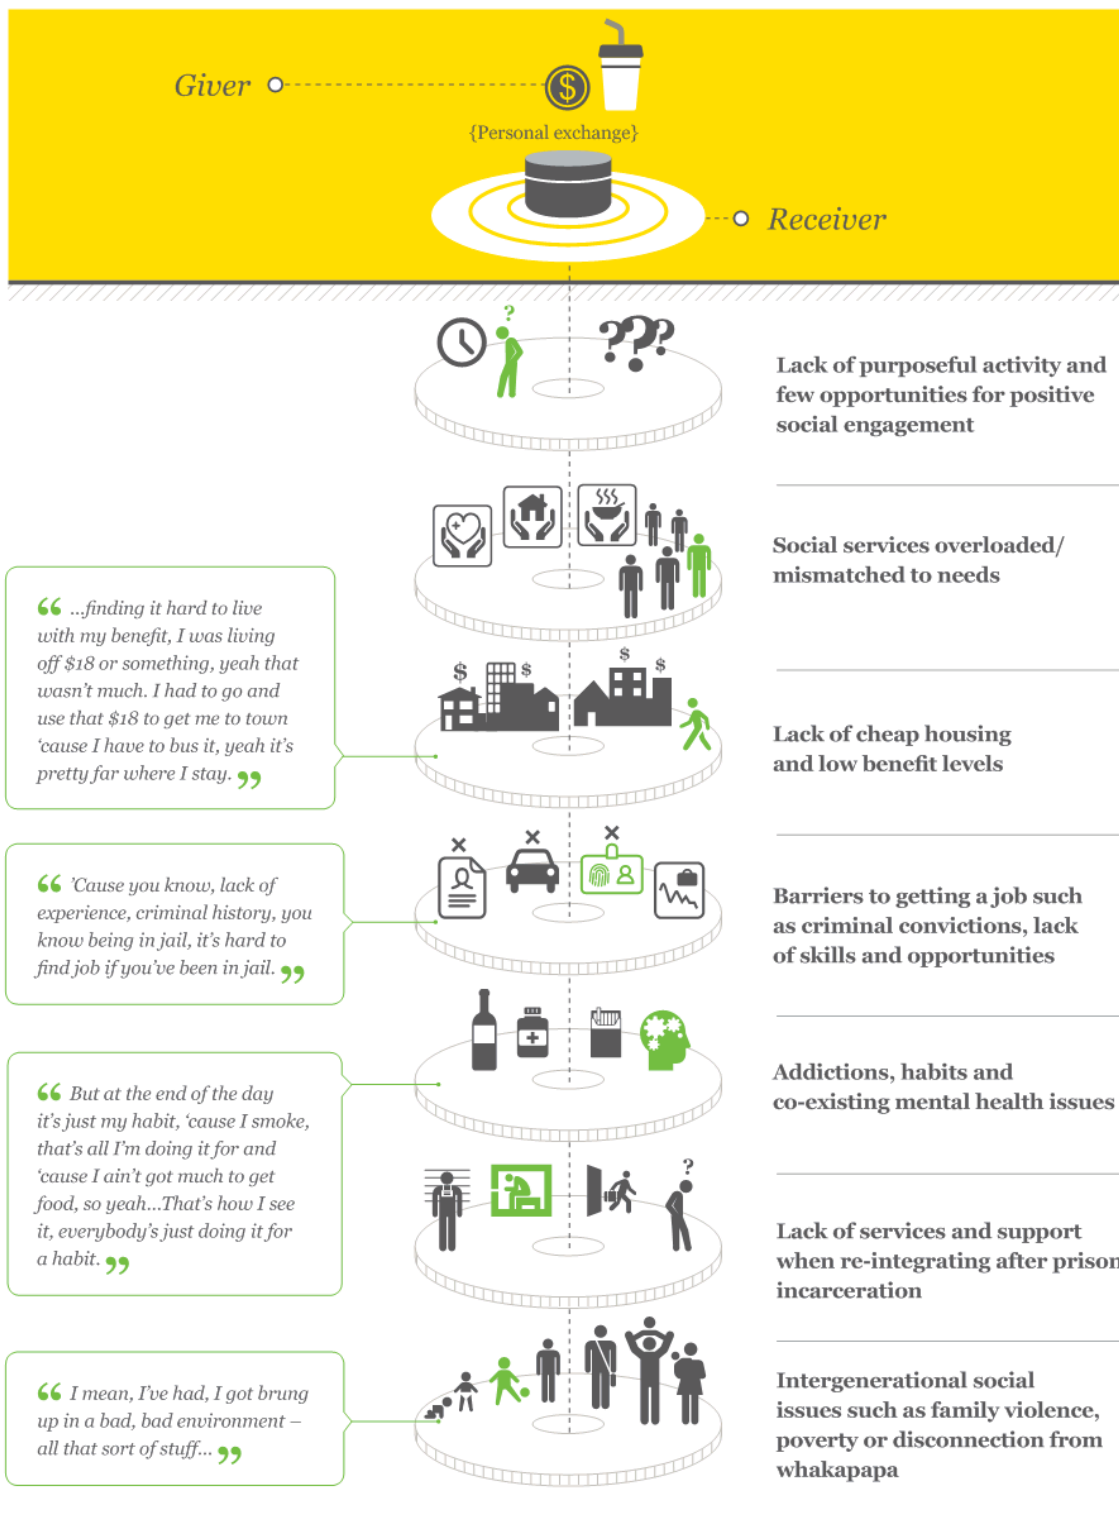 Giver
$
{Personal exchange}
Receiver
?
???
Lack of purposeful activity and
few opportunities for positive
social engagement
Social services overloaded/
mismatched to needs
“ ...finding it hard to live
with my benefit, I was living
off $18 or something, yeah that
wasn’t much. I had to go and
use that $18 to get me to town
‘cause I have to bus it, yeah it’s
pretty far where I stay. ”
$ $ $ $
Lack of cheap housing
and low benefit levels
“ ’Cause you know, lack of
experience, criminal history, you
know being in jail, it’s hard to
find job if you’ve been in jail. ”
Barriers to getting a job such
as criminal convictions, lack
of skills and opportunities
“ But at the end of the day
it’s just my habit, ‘cause I smoke,
that’s all I’m doing it for and
‘cause I ain’t got much to get
food, so yeah...That’s how I see
it, everybody’s just doing it for
a habit. ”
Addictions, habits and
co-existing mental health issues
?
Lack of services and support
when re-integrating after prison
incarceration
“ I mean, I’ve had, I got brung
up in a bad, bad environment –
all that sort of stuff... ”
Intergenerational social
issues such as family violence,
poverty or disconnection from
whakapapa